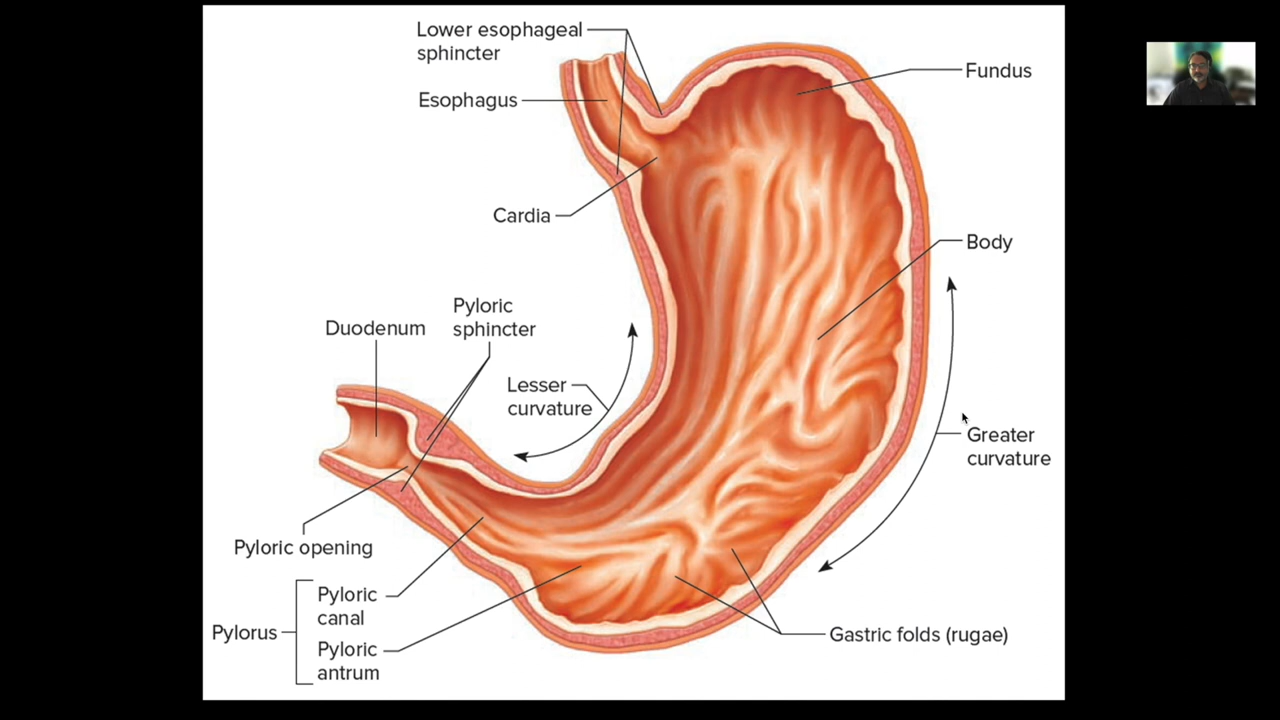 Lower esophageal
sphincter
Fundus
Esophagus
Cardia
Body
Pyloric
sphincter
Duodenum
Lesser
curvature
Greater
curvature
Pyloric opening
Pyloric
canal
Pylorus
Gastric folds (rugae)
Pyloric
antrum